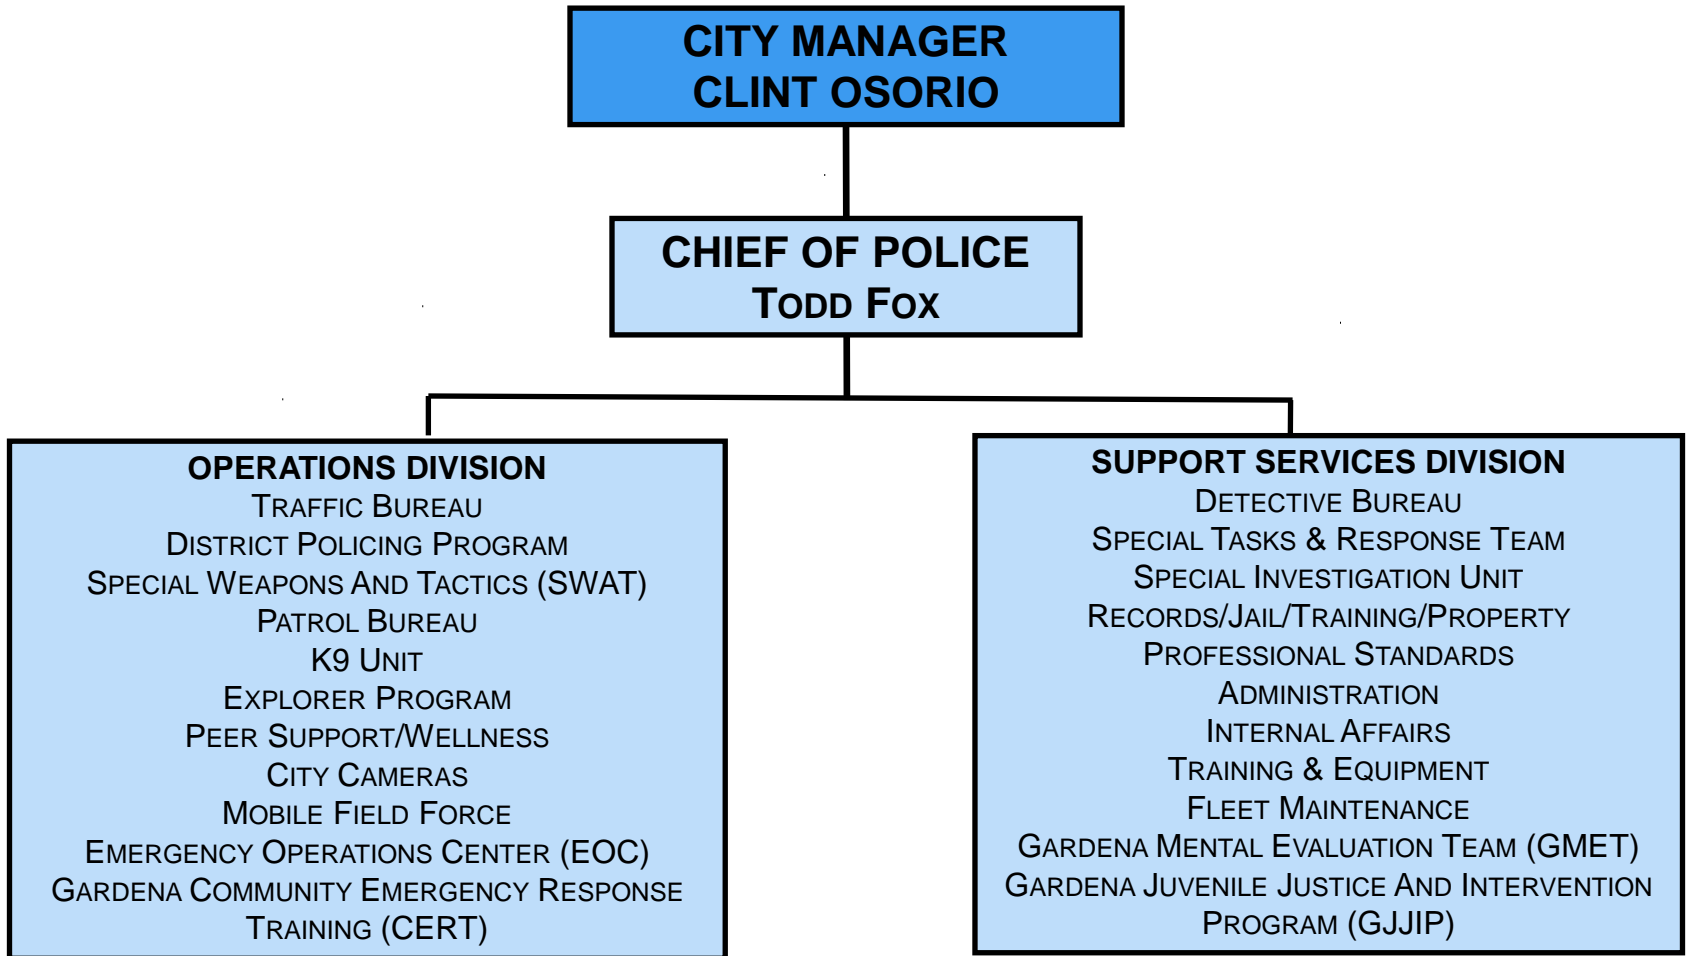 CITY MANAGER
CLINT OSORIO
CHIEF OF POLICE
TODD FOX
OPERATIONS DIVISION
TRAFFIC BUREAU
DISTRICT POLICING PROGRAM
SPECIAL WEAPONS AND TACTICS (SWAT)
PATROL BUREAU
K9 UNIT
EXPLORER PROGRAM
PEER SUPPORT/WELLNESS
CITY CAMERAS
MOBILE FIELD FORCE
EMERGENCY OPERATIONS CENTER (EOC)
GARDENA COMMUNITY EMERGENCY RESPONSE
TRAINING (CERT)
SUPPORT SERVICES DIVISION
DETECTIVE BUREAU
SPECIAL TASKS & RESPONSE TEAM
SPECIAL INVESTIGATION UNIT
RECORDS/JAIL/TRAINING/PROPERTY
PROFESSIONAL STANDARDS
ADMINISTRATION
INTERNAL AFFAIRS
TRAINING & EQUIPMENT
FLEET MAINTENANCE
GARDENA MENTAL EVALUATION TEAM (GMET)
GARDENA JUVENILE JUSTICE AND INTERVENTION
PROGRAM (GJJIP)